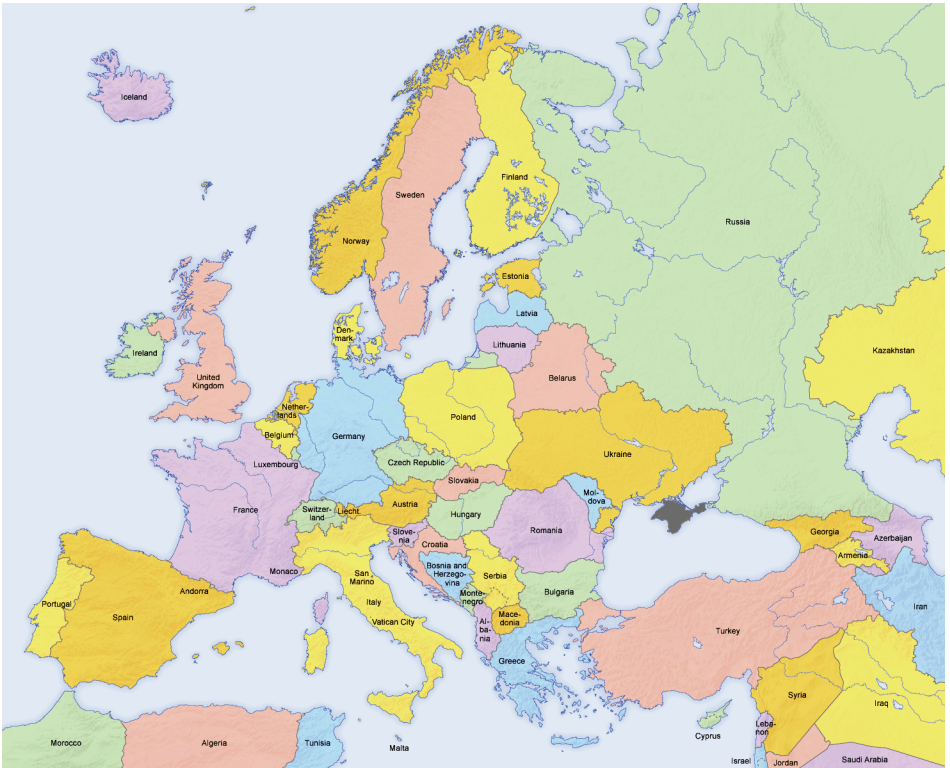 Iceland
Finland
Sweden
Russia
Norway
Estonia
Latvia
Den-
mark
Lithuania
Ireland
Kazakhstan
Belarus
United
Kingdom
Nether-
lands
Poland
Belgium
Germany
Ukraine
Luxembourg
Czech Republic
Slovakia
Mol-
dova
Austria
France
Switzer-
land
Liecht.
Hungary
Romania
Slove-
nia
Georgia
Azerbaijan
Croatia
Armenia
Bosnia and
Herzego-
vina
Monaco
San
Marino
Serbia
Andorra
Bulgaria
Monte-
negro
Portugal
Italy
Iran
Spain
Vatican City
Mace-
donia
Al-
ba-
nia
Turkey
Greece
Syria
Iraq
Leba-
non
Cyprus
Morocco
Algeria
Tunisia
Malta
Israel
Jordan
Saudi Arabia